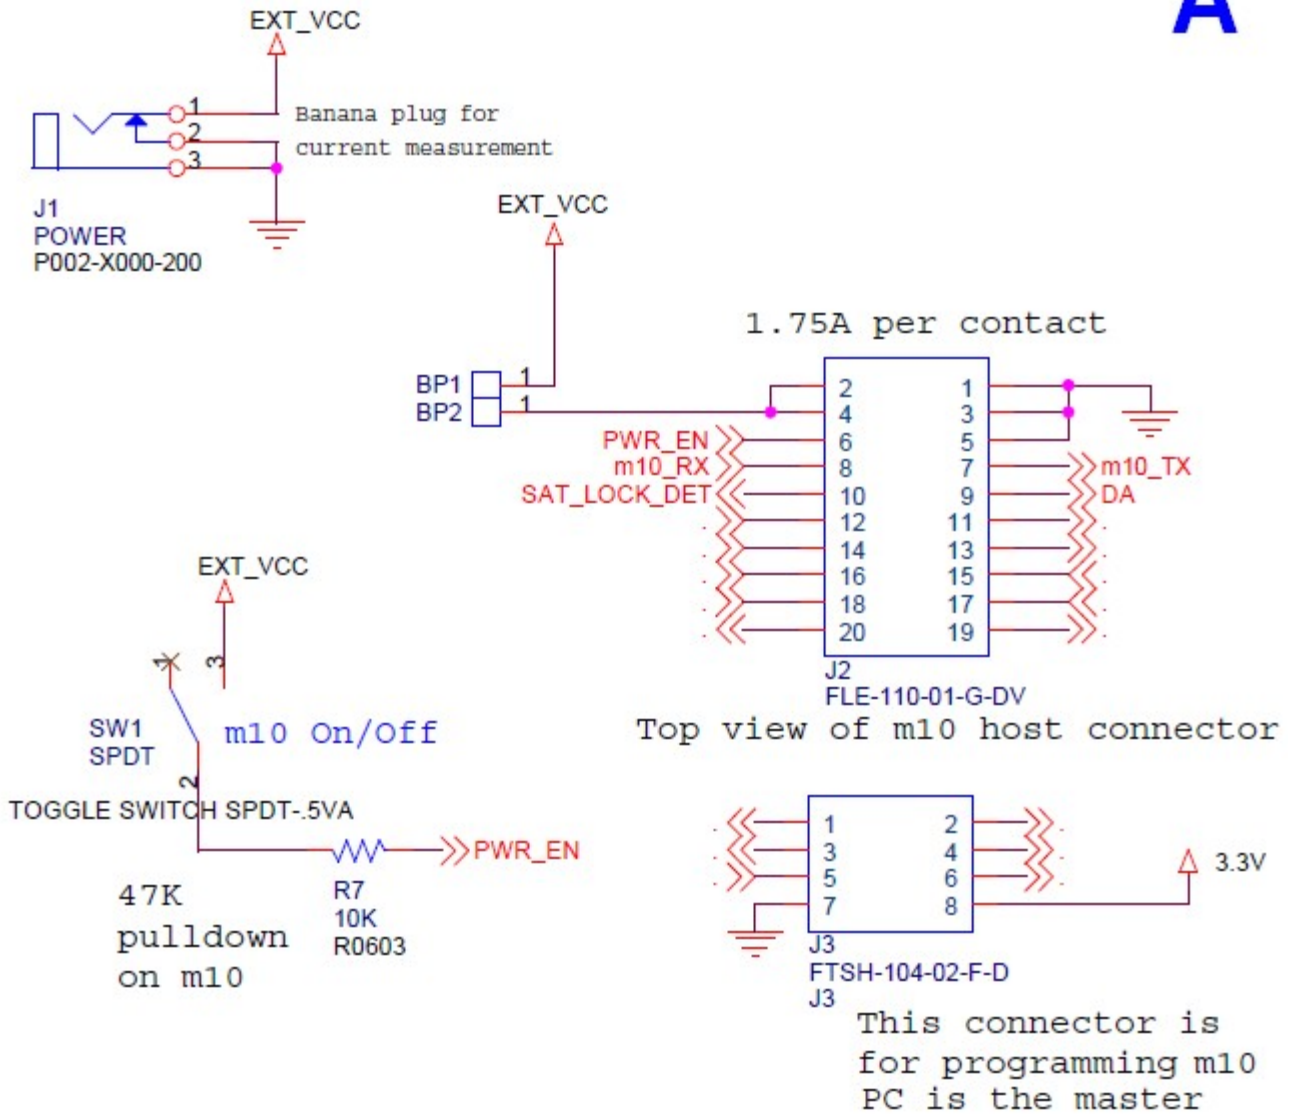 A
EXT_VCC
1
2
3
Banana plug for
current measurement
J1
POWER
P002-X000-200
EXT_VCC
1.75A per contact
BP1 1
BP2 1
2 1
4 3
PWR_EN 6 5
m10_RX 8 7 m10_TX
SAT_LOCK_DET 10 9 DA
. 12 11 .
. 14 13 .
. 16 15 .
. 18 17 .
. 20 19 .
J2
FLE-110-01-G-DV
Top view of m10 host connector
EXT_VCC
1 3
SW1
SPDT
m10 On/Off
2
TOGGLE SWITCH SPDT-.5VA
PWR_EN
R7
10K
R0603
47K
pulldown
on m10
. 1 2 .
. 3 4 .
. 5 6 .
7 8
3.3V
J3
FTSH-104-02-F-D
J3
This connector is
for programming m10
PC is the master